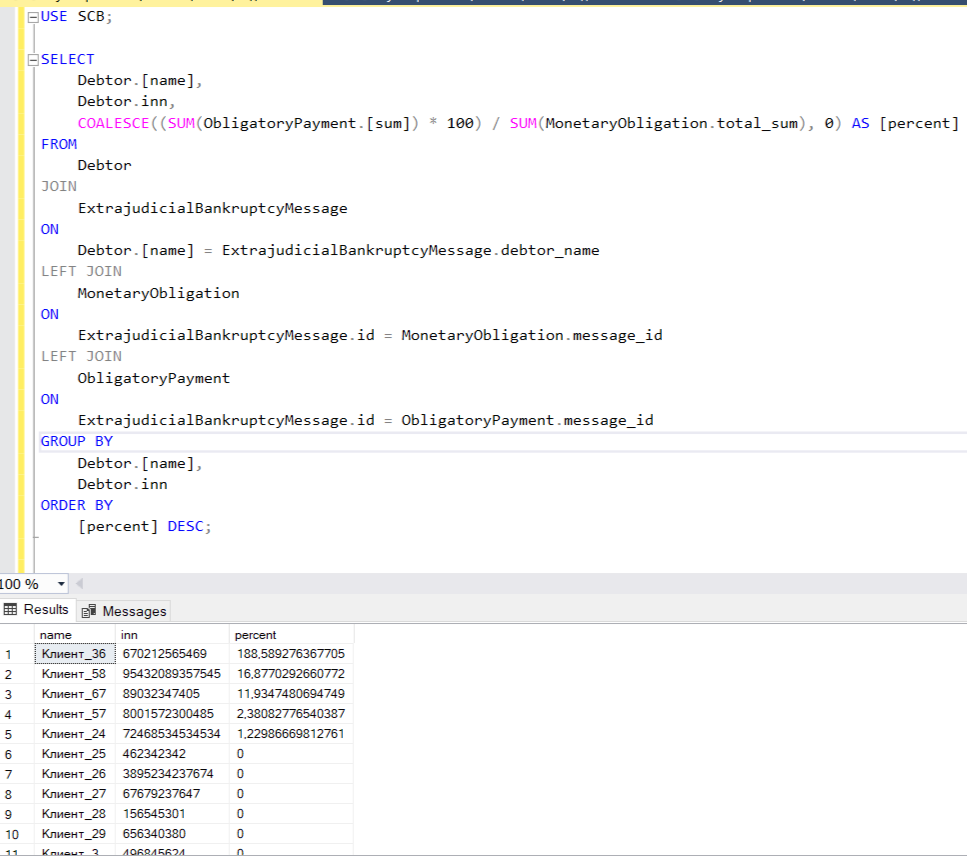 USE SCB;
SELECT
Debtor.[name],
Debtor.inn,
COALESCE((SUM(ObligatoryPayment.[sum]) * 100) / SUM(MonetaryObligation.total_sum), 0) AS [percent]
FROM
Debtor
JOIN
ExtrajudicialBankruptcyMessage
ON
Debtor.[name] = ExtrajudicialBankruptcyMessage.debtor_name
LEFT JOIN
MonetaryObligation
ON
ExtrajudicialBankruptcyMessage.id = MonetaryObligation.message_id
LEFT JOIN
ObligatoryPayment
ON
ExtrajudicialBankruptcyMessage.id = ObligatoryPayment.message_id
GROUP BY
Debtor.[name],
Debtor.inn
ORDER BY
[percent] DESC;
100 %
Results Messages
name inn percent
1 Клиент_36 670212565469 188,589276367705
2 Клиент_58 95432089357545 16,8770292660772
3 Клиент_67 89032347405 11,9347480694749
4 Клиент_57 8001572300485 2,38082776540387
5 Клиент_24 72468534534534 1,22986669812761
6 Клиент_25 462342342 0
7 Клиент_26 3895234237674 0
8 Клиент_27 67679237647 0
9 Клиент_28 156545301 0
10 Клиент_29 656340380 0
11 Клиент_3 496845624 0